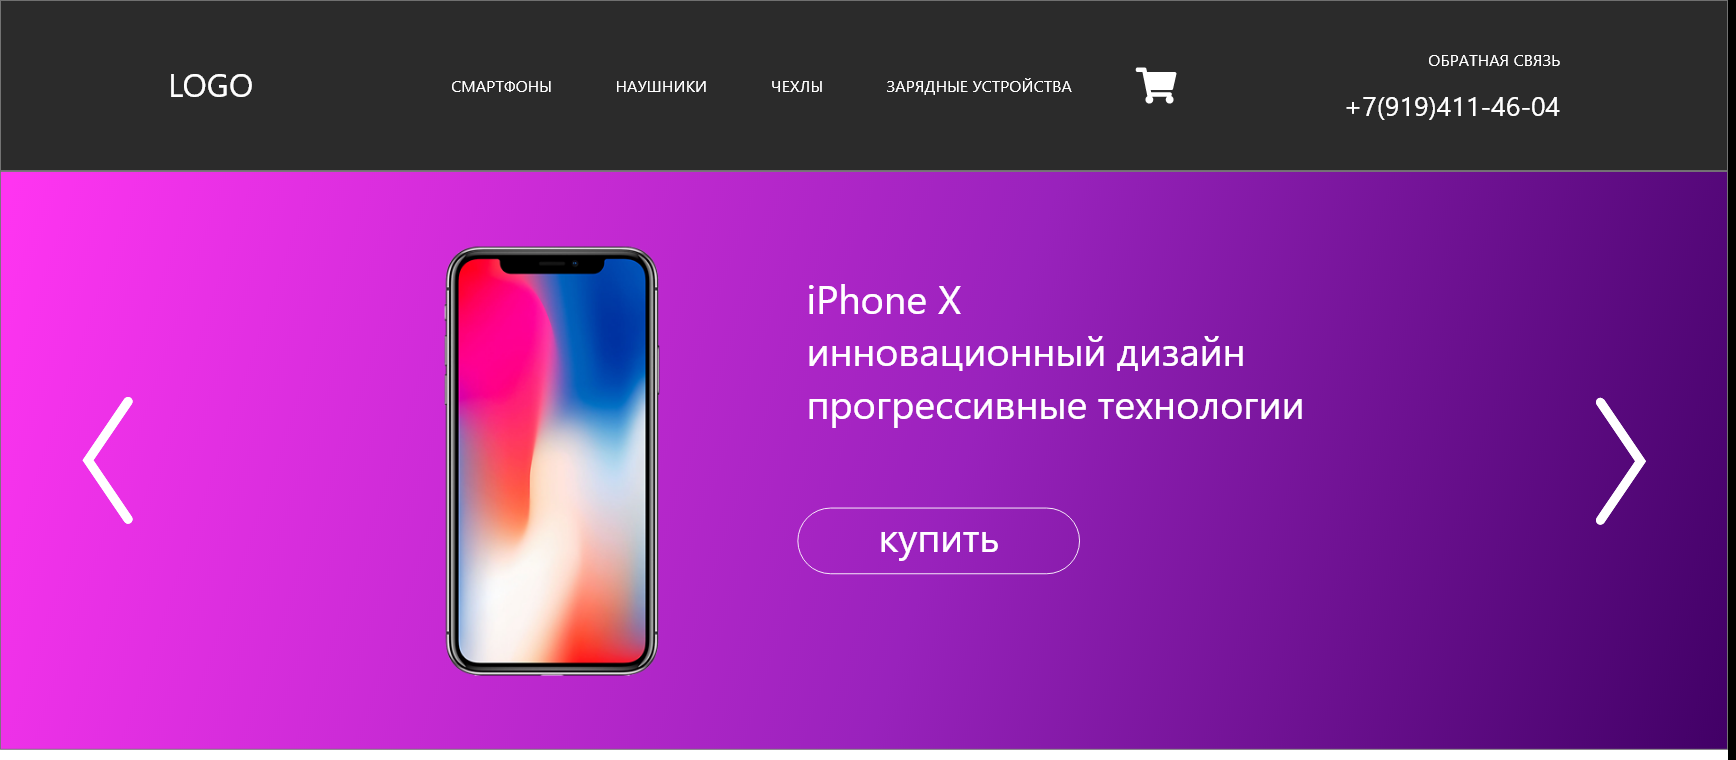 LOGO
СМАРТФОНЫ
НАУШНИКИ
ЧЕХЛЫ
ЗАРЯДНЫЕ УСТРОЙСТВА
ОБРАТНАЯ СВЯЗЬ
+7(919)411-46-04
iPhone X
инновационный дизайн
прогрессивные технологии
купить